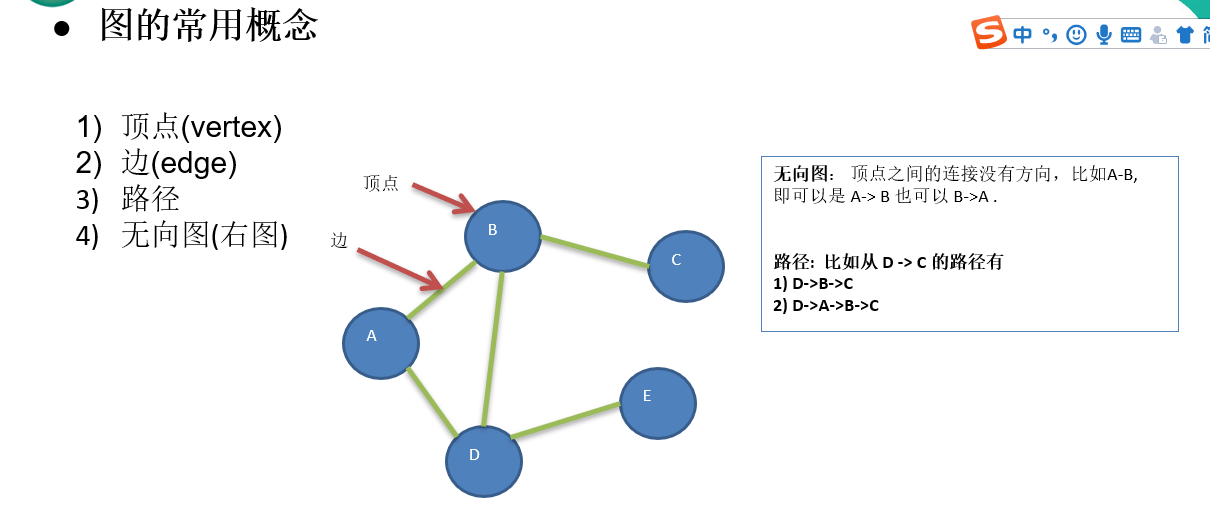 ● 图的常用概念
中 °,
1) 顶点(vertex)
2) 边(edge)
3) 路径
4) 无向图(右图)
顶点
边
B
C
A
E
D
无向图： 顶点之间的连接没有方向，比如A-B,
即可以是 A-> B 也可以 B->A .
路径: 比如从 D -> C 的路径有
1) D->B->C
2) D->A->B->C